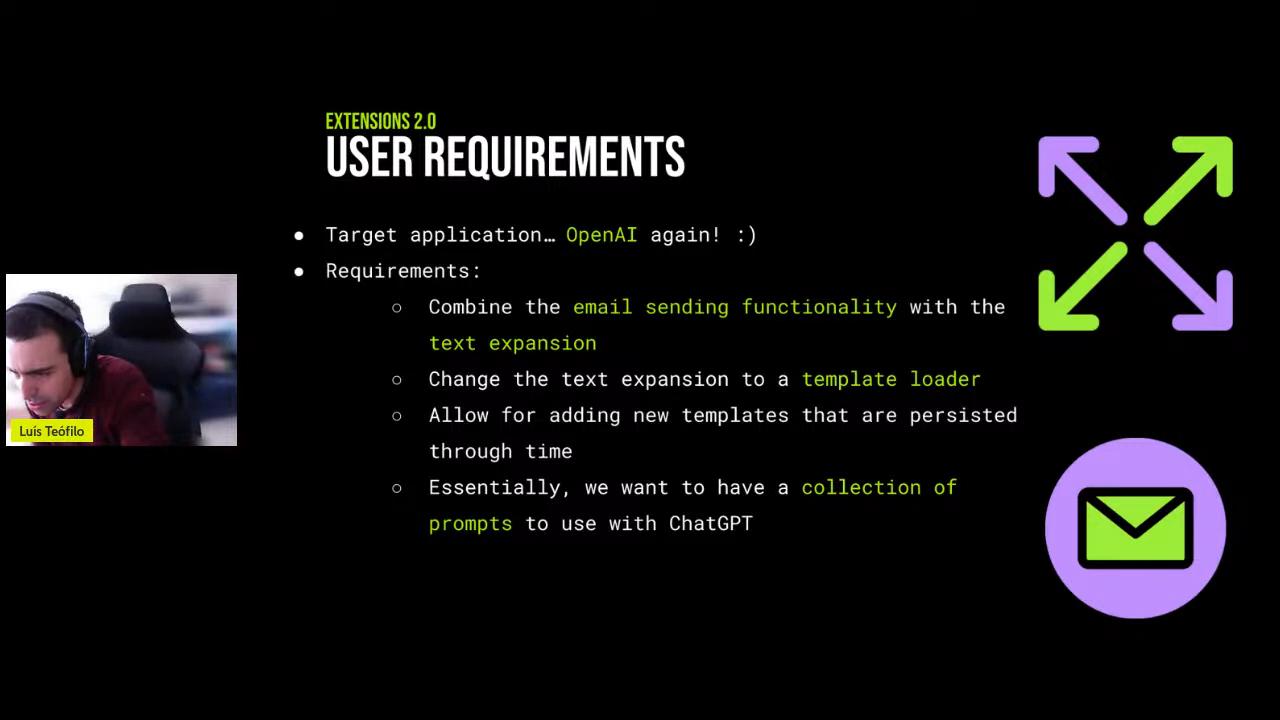 EXTENSIONS 2.0
USER REQUIREMENTS
● Target application… OpenAI again! :)
● Requirements:
○ Combine the email sending functionality with the
text expansion
○ Change the text expansion to a template loader
○ Allow for adding new templates that are persisted
through time
○ Essentially, we want to have a collection of
prompts to use with ChatGPT
Luís Teófilo